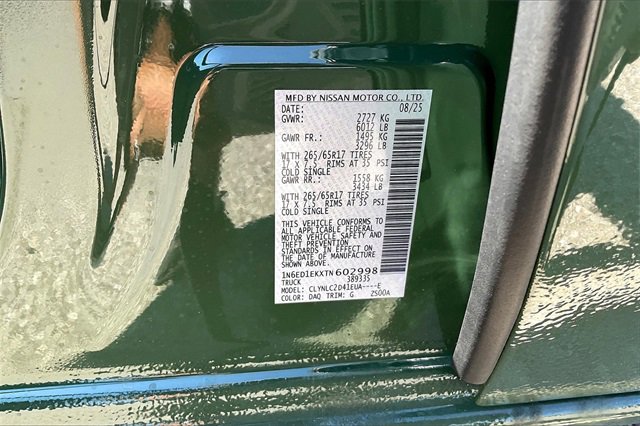 MFD BY NISSAN MOTOR CO., LTD.
DATE: 08/25
GVWR: 2727 KG
6012 LB
GAWR FR.: 1495 KG
3296 LB
WITH 265/65R17 TIRES
17 X 7.5 RIMS AT 35 PSI
COLD SINGLE
GAWR RR.: 1558 KG
3434 LB
WITH 265/65R17 TIRES
17 X 7.5 RIMS AT 35 PSI
COLD SINGLE
THIS VEHICLE CONFORMS TO
ALL APPLICABLE FEDERAL
MOTOR VEHICLE SAFETY AND
THEFT PREVENTION
STANDARDS IN EFFECT ON
THE DATE OF MANUFACTURE
SHOWN ABOVE.
1N6ED1EKXTN602998
TRUCK 389335
MODEL: CLYNLC2D41EUA----E
COLOR: DAQ TRIM: G 2500A